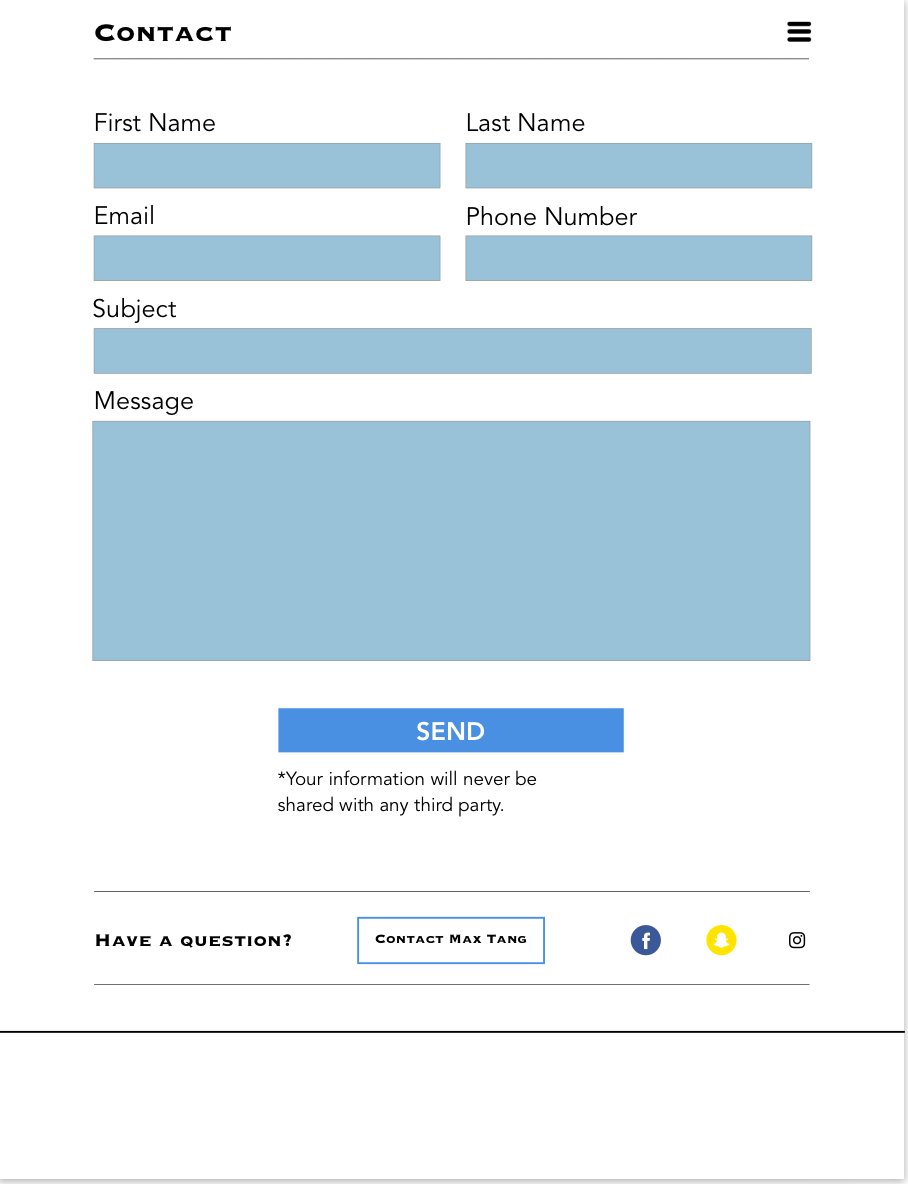 Contact
First Name Last Name
Email Phone Number
Subject
Message
SEND
*Your information will never be
shared with any third party.
Have a question? Contact Max Tang